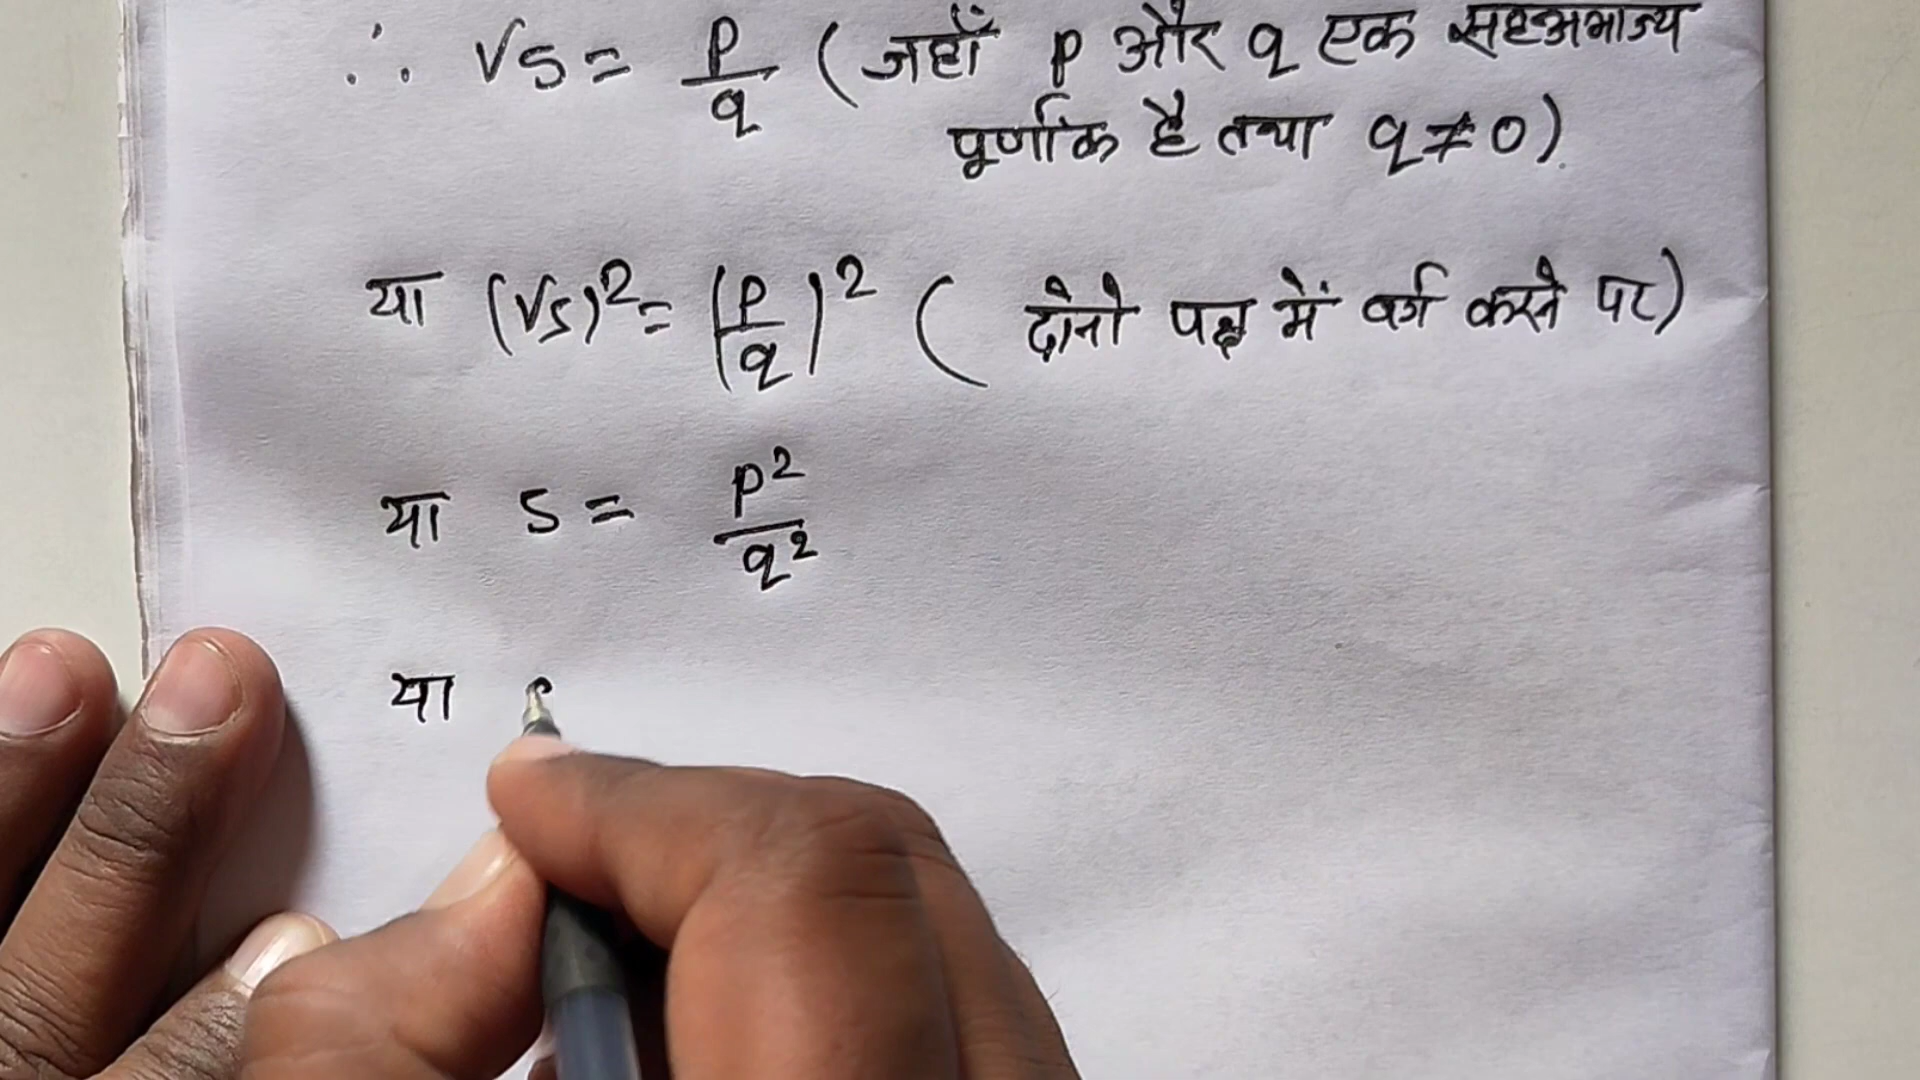 ∴ √5 = p/q (जहाँ p और q एक सहअभाज्य
पूर्णांक है तथा q ≠ 0).
या (√5)² = (p/q)² ( दोनो पक्ष में वर्ग करने पर)
या 5 = p²/q²
या